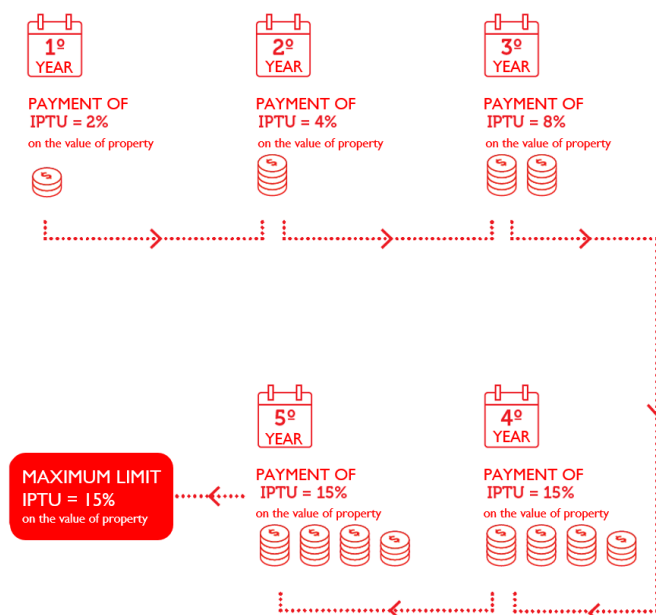 1º
YEAR
PAYMENT OF
IPTU = 2%
on the value of property
2º
YEAR
PAYMENT OF
IPTU = 4%
on the value of property
3º
YEAR
PAYMENT OF
IPTU = 8%
on the value of property
4º
YEAR
PAYMENT OF
IPTU = 15%
on the value of property
5º
YEAR
PAYMENT OF
IPTU = 15%
on the value of property
MAXIMUM LIMIT
IPTU = 15%
on the value of property